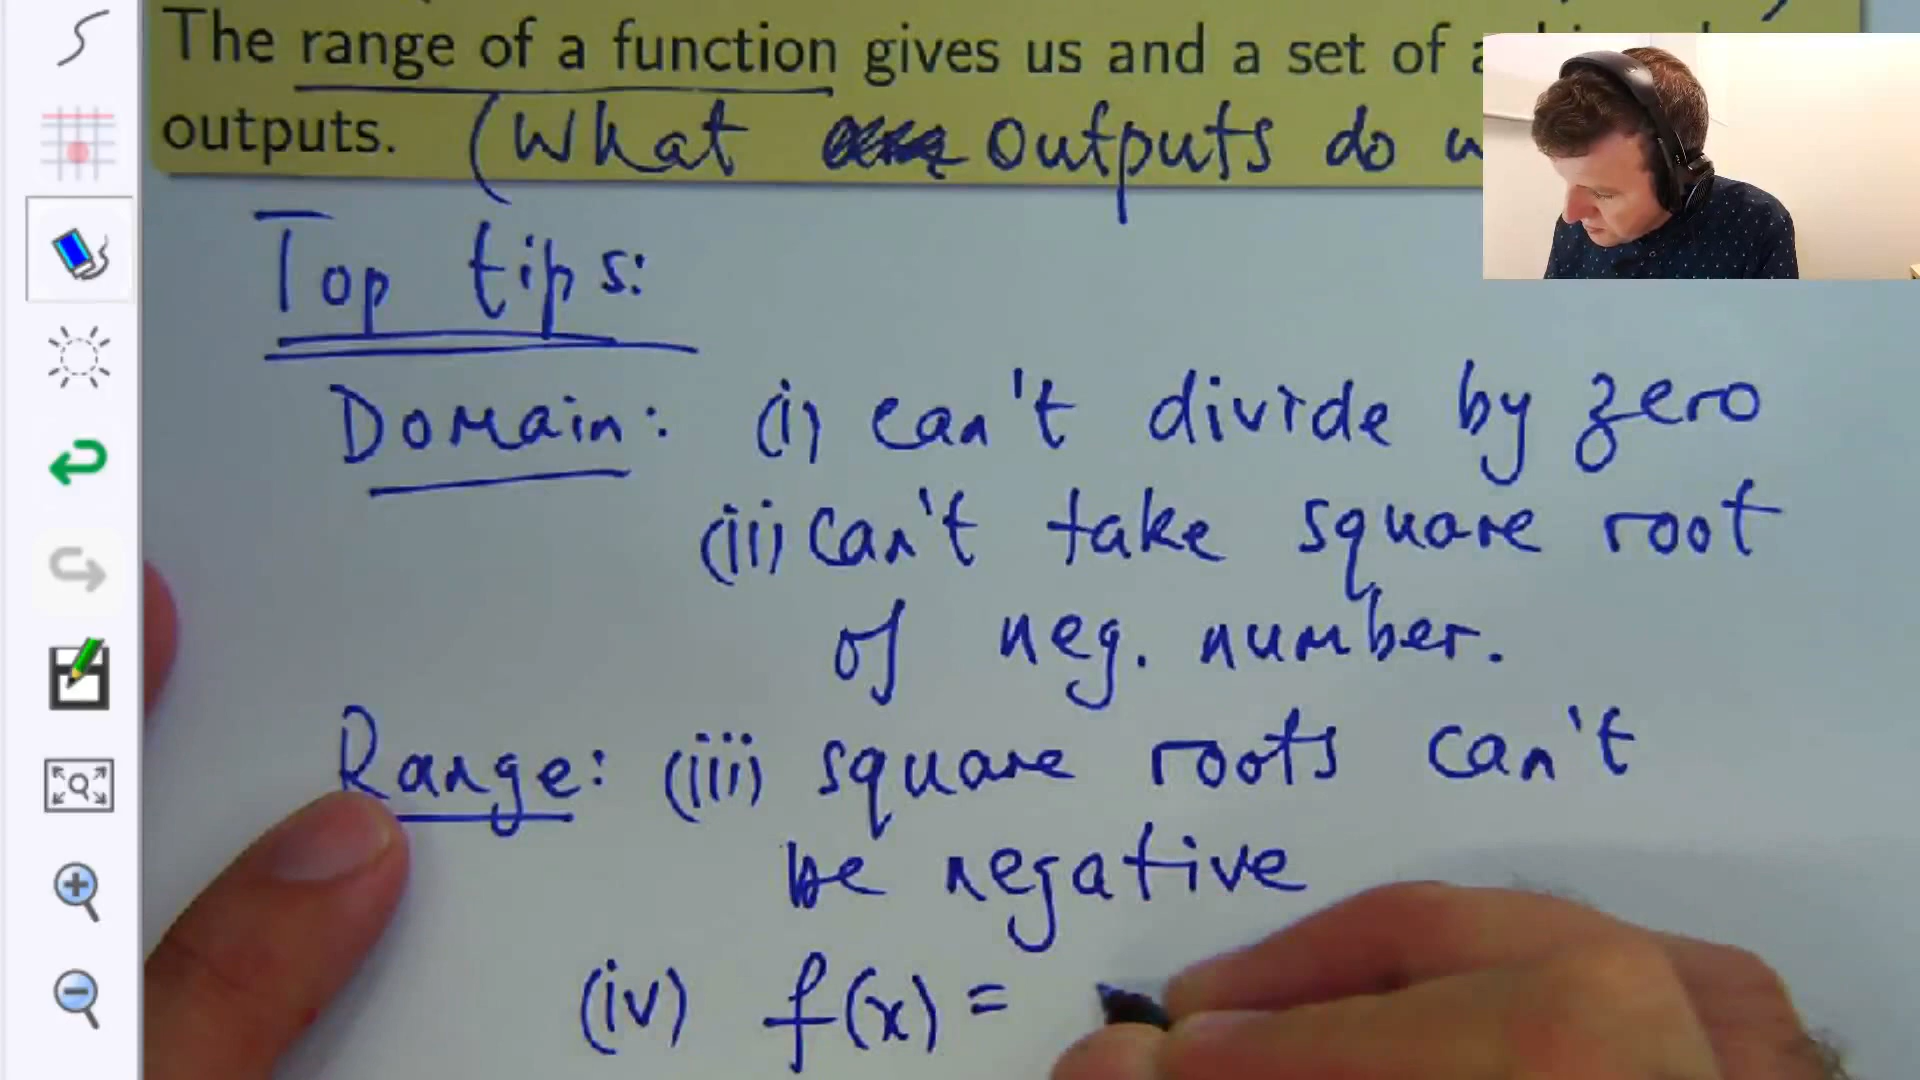 The range of a function gives us and a set of
outputs. (What outputs do
Top tips:
Domain: (i) can't divide by zero
(ii) can't take square root
of neg. number.
Range: (iii) square roots can't
be negative
(iv) f(x) =